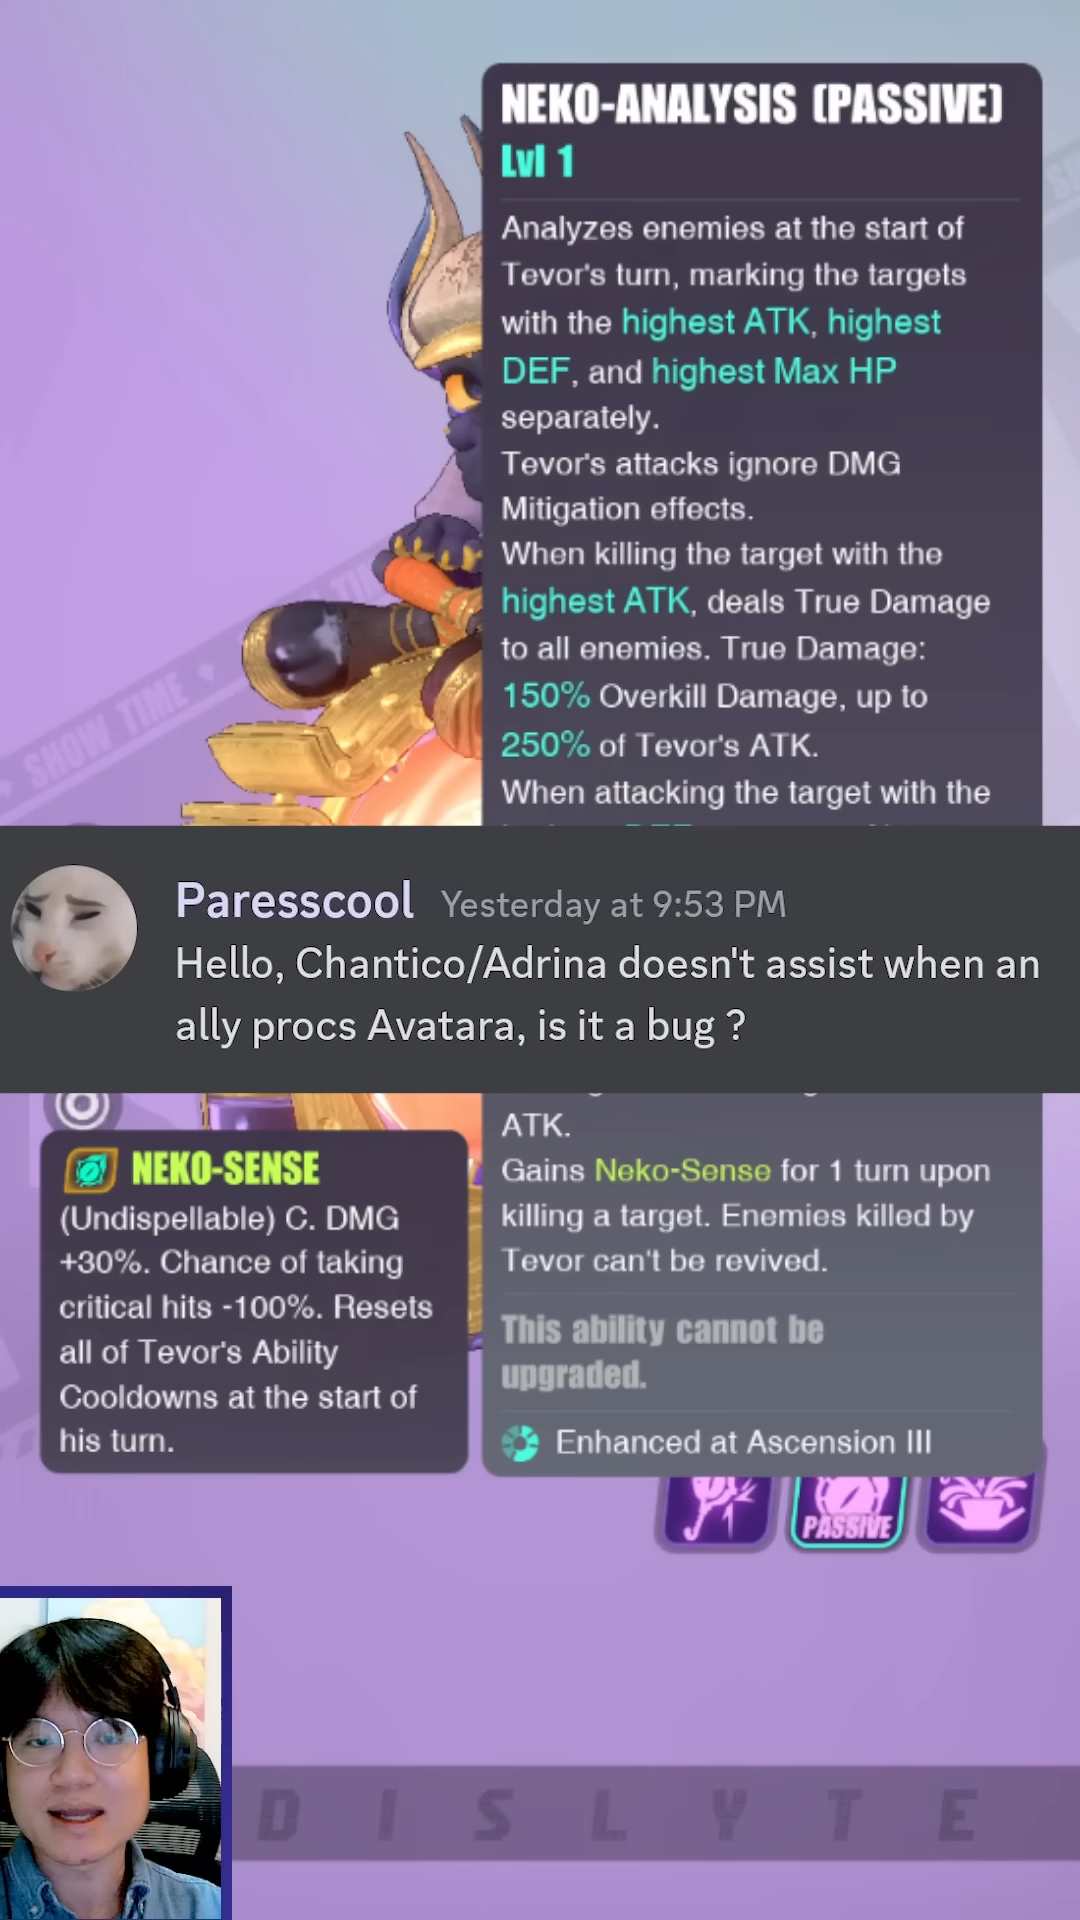 NEKO-ANALYSIS (PASSIVE)
Lvl 1
Analyzes enemies at the start of
Tevor's turn, marking the targets
with the highest ATK, highest
DEF, and highest Max HP
separately.
Tevor's attacks ignore DMG
Mitigation effects.
When killing the target with the
highest ATK, deals True Damage
to all enemies. True Damage:
150% Overkill Damage, up to
250% of Tevor's ATK.
When attacking the target with the
SHOW TIME
Paresscool Yesterday at 9:53 PM
Hello, Chantico/Adrina doesn't assist when an
ally procs Avatara, is it a bug ?
ATK.
Gains Neko-Sense for 1 turn upon
killing a target. Enemies killed by
Tevor can't be revived.
This ability cannot be
upgraded.
Enhanced at Ascension III
NEKO-SENSE
(Undispellable) C. DMG
+30%. Chance of taking
critical hits -100%. Resets
all of Tevor's Ability
Cooldowns at the start of
his turn.
PASSIVE
DISLYTE